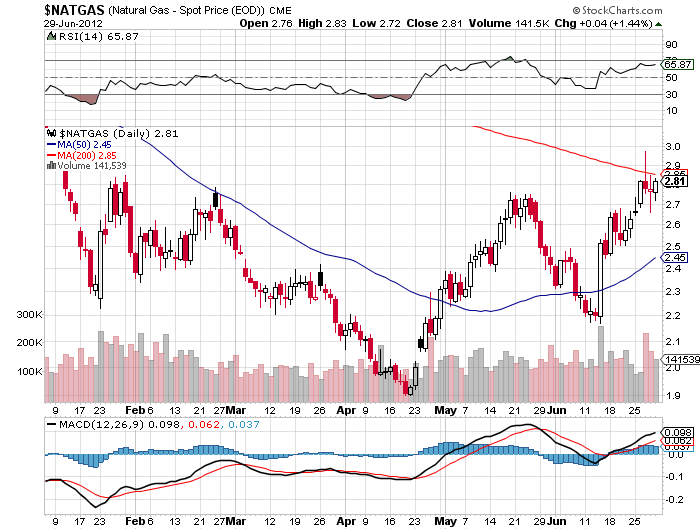 $NATGAS (Natural Gas - Spot Price (EOD)) CME
© StockCharts.com
29-Jun-2012
Open 2.76 High 2.83 Low 2.72 Close 2.81 Volume 141.5K Chg +0.04 (+1.44%)
RSI(14) 65.87
90
70
65.87
50
30
10
$NATGAS (Daily) 2.81
MA(50) 2.45
MA(200) 2.85
Volume 141,539
3.0
2.9
2.85
2.81
2.7
2.6
2.5
2.45
2.4
2.3
2.2
2.1
2.0
1.9
300K
200K
100K
141539
9 17 23 Feb 6 13 21 27 Mar 12 19 26 Apr 9 16 23 May 7 14 21 29 Jun 11 18 25
MACD(12,26,9) 0.098, 0.062, 0.037
0.098
0.062
0.037
0.0
-0.1
-0.2
9 17 23 Feb 6 13 21 27 Mar 12 19 26 Apr 9 16 23 May 7 14 21 29 Jun 11 18 25